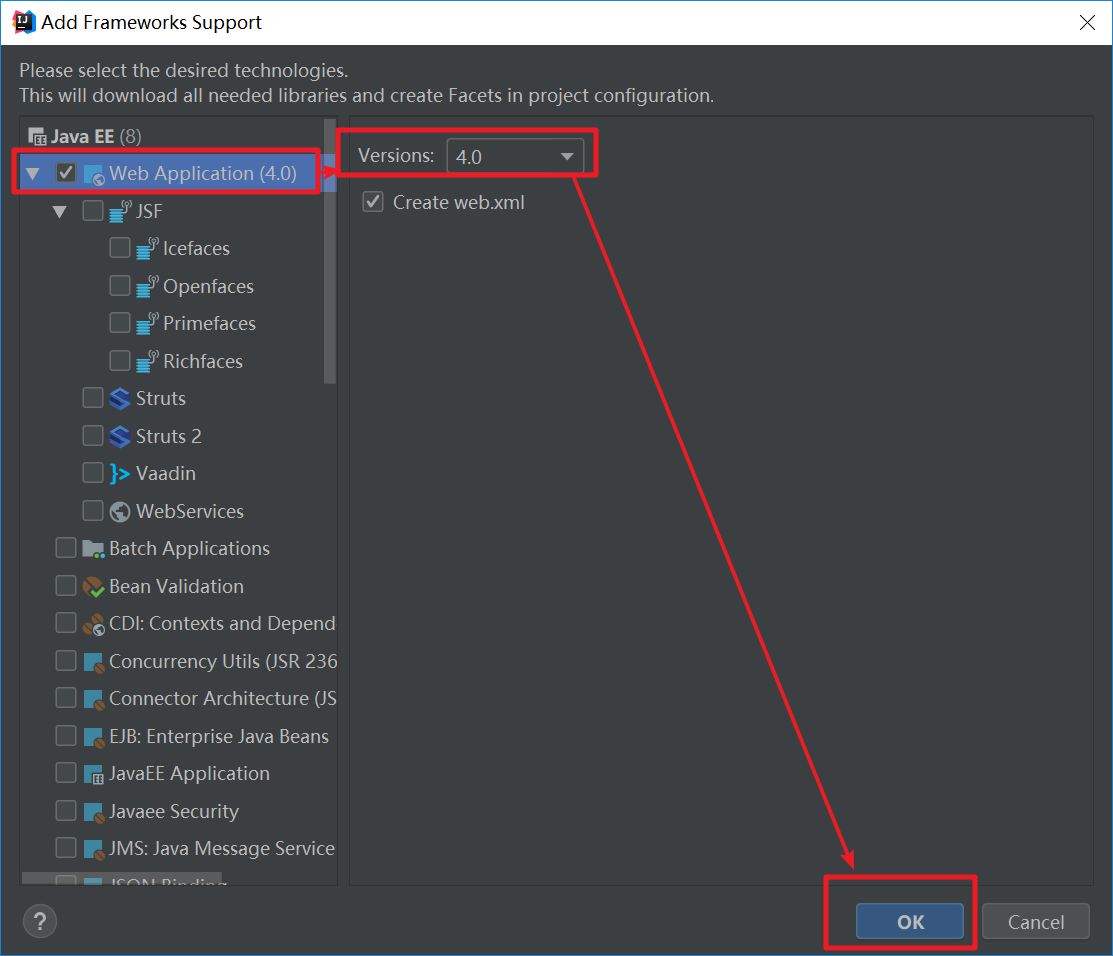 Add Frameworks Support
Please select the desired technologies.
This will download all needed libraries and create Facets in project configuration.
Java EE (8)
Web Application (4.0)
JSF
Icefaces
Openfaces
Primefaces
Richfaces
Struts
Struts 2
Vaadin
WebServices
Batch Applications
Bean Validation
CDI: Contexts and Depend
Concurrency Utils (JSR 236
Connector Architecture (JS
EJB: Enterprise Java Beans
JavaEE Application
Javaee Security
JMS: Java Message Service
JSON Binding
Versions: 4.0
Create web.xml
?
OK
Cancel